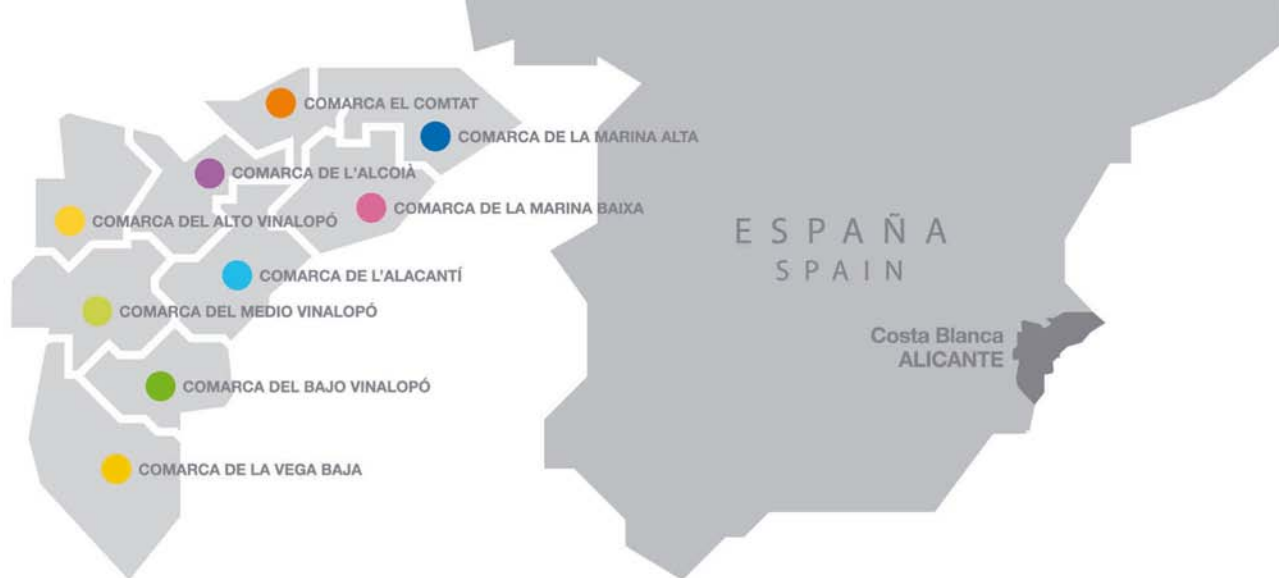 COMARCA EL COMTAT
COMARCA DE LA MARINA ALTA
COMARCA DE L'ALCOIÀ
COMARCA DE LA MARINA BAIXA
COMARCA DEL ALTO VINALOPÓ
COMARCA DE L'ALACANTÍ
COMARCA DEL MEDIO VINALOPÓ
COMARCA DEL BAJO VINALOPÓ
COMARCA DE LA VEGA BAJA
ESPAÑA
SPAIN
Costa Blanca
ALICANTE